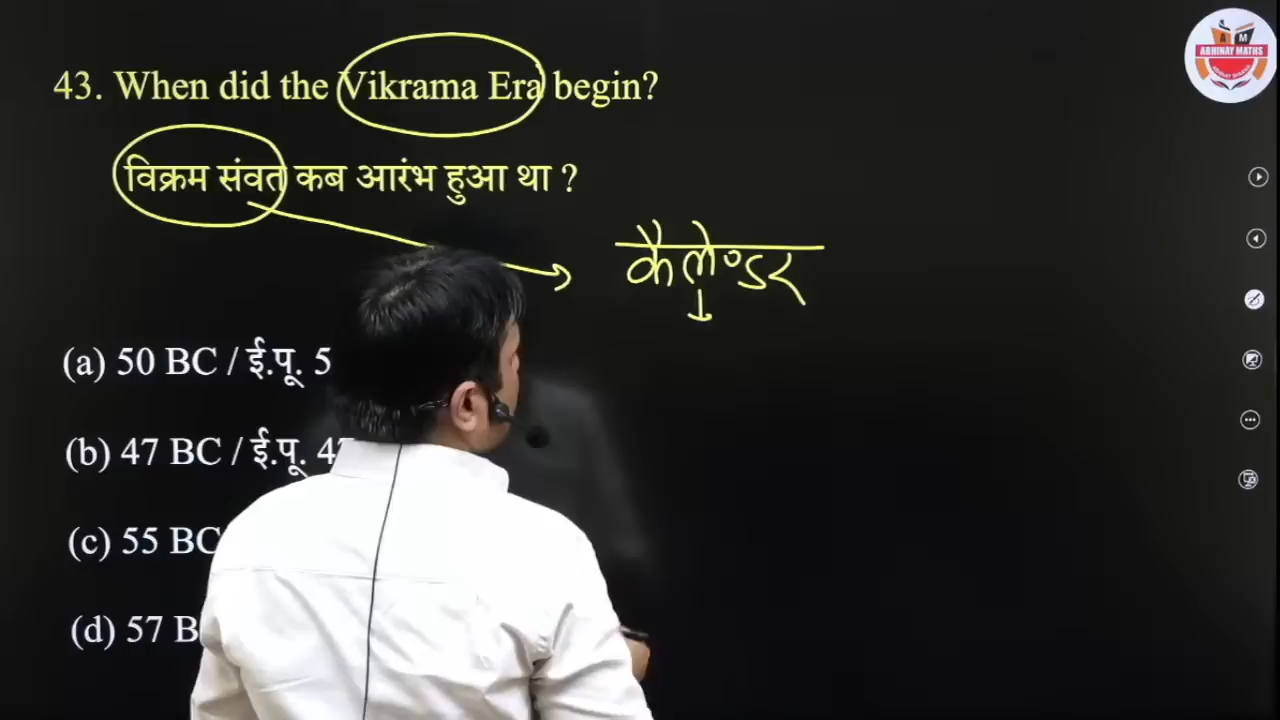 43. When did the Vikrama Era begin?
विक्रम संवत कब आरंभ हुआ था ?
कैलेण्डर
(a) 50 BC / ई.पू. 5
(b) 47 BC / ई.पू. 4
(c) 55 BC
(d) 57 B
A M
ABHINAY MATHS